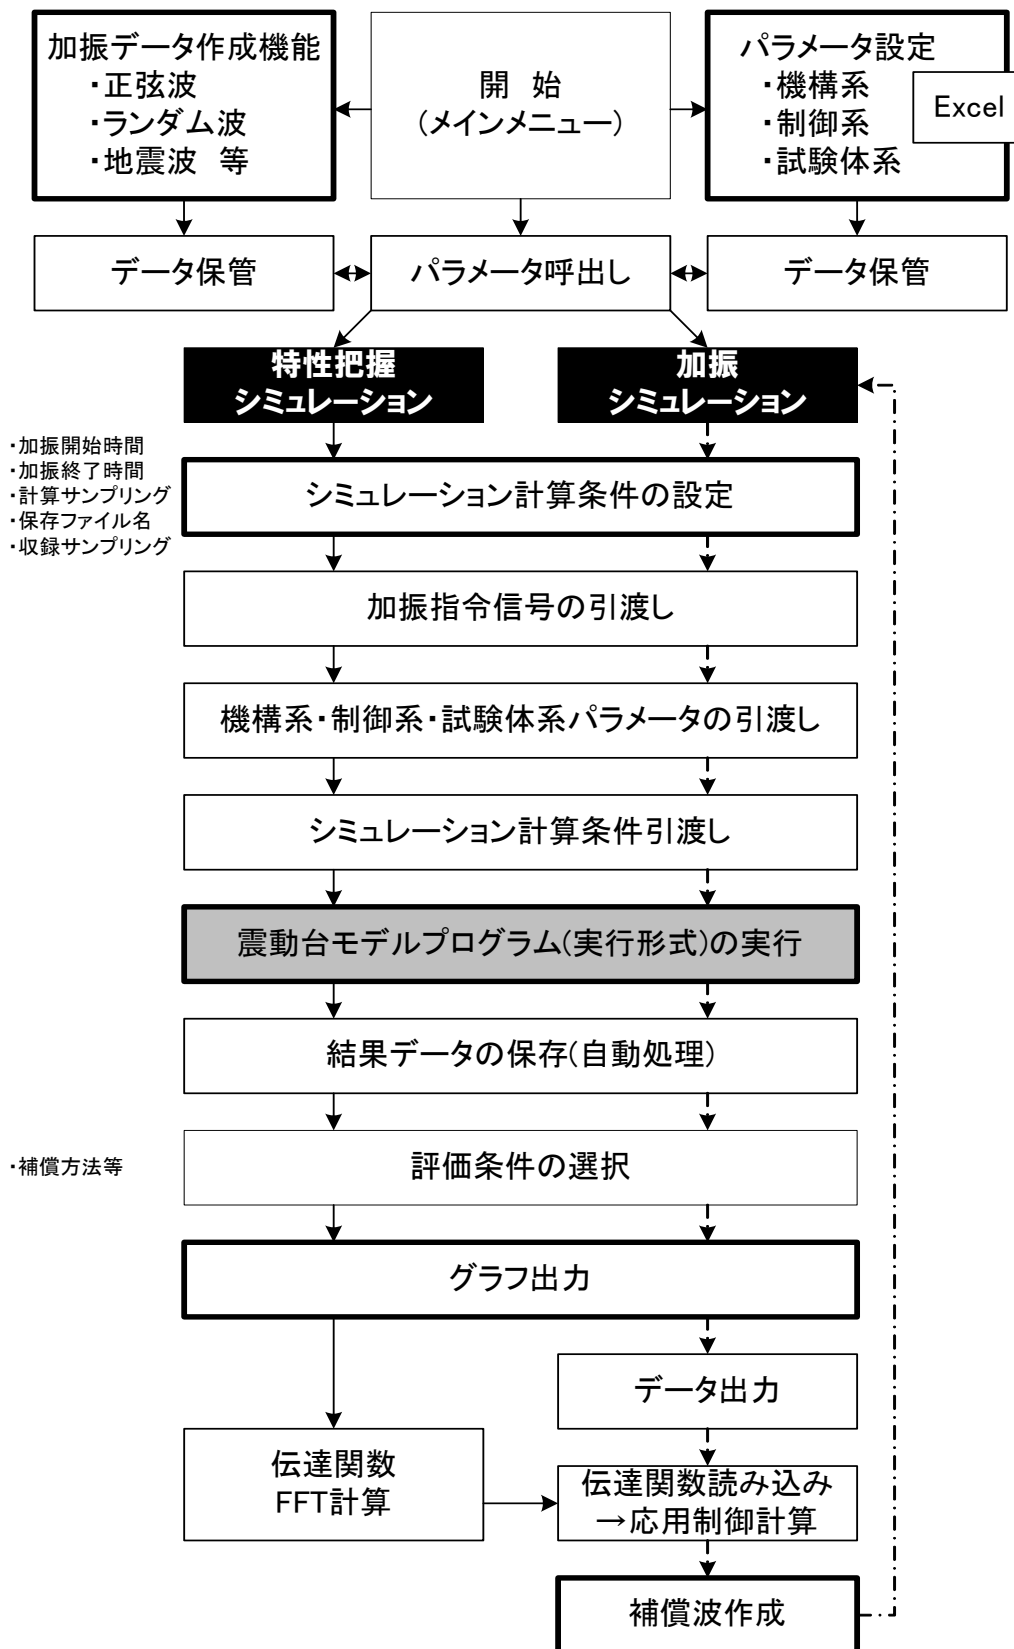 加振データ作成機能
・正弦波
・ランダム波
・地震波 等
開 始
(メインメニュー)
パラメータ設定
・機構系
・制御系
・試験体系
Excel
データ保管
パラメータ呼出し
データ保管
特性把握
シミュレーション
加振
シミュレーション
・加振開始時間
・加振終了時間
・計算サンプリング
・保存ファイル名
・収録サンプリング
シミュレーション計算条件の設定
加振指令信号の引渡し
機構系・制御系・試験体系パラメータの引渡し
シミュレーション計算条件引渡し
震動台モデルプログラム(実行形式)の実行
結果データの保存(自動処理)
・補償方法等
評価条件の選択
グラフ出力
データ出力
伝達関数
FFT計算
伝達関数読み込み
→応用制御計算
補償波作成